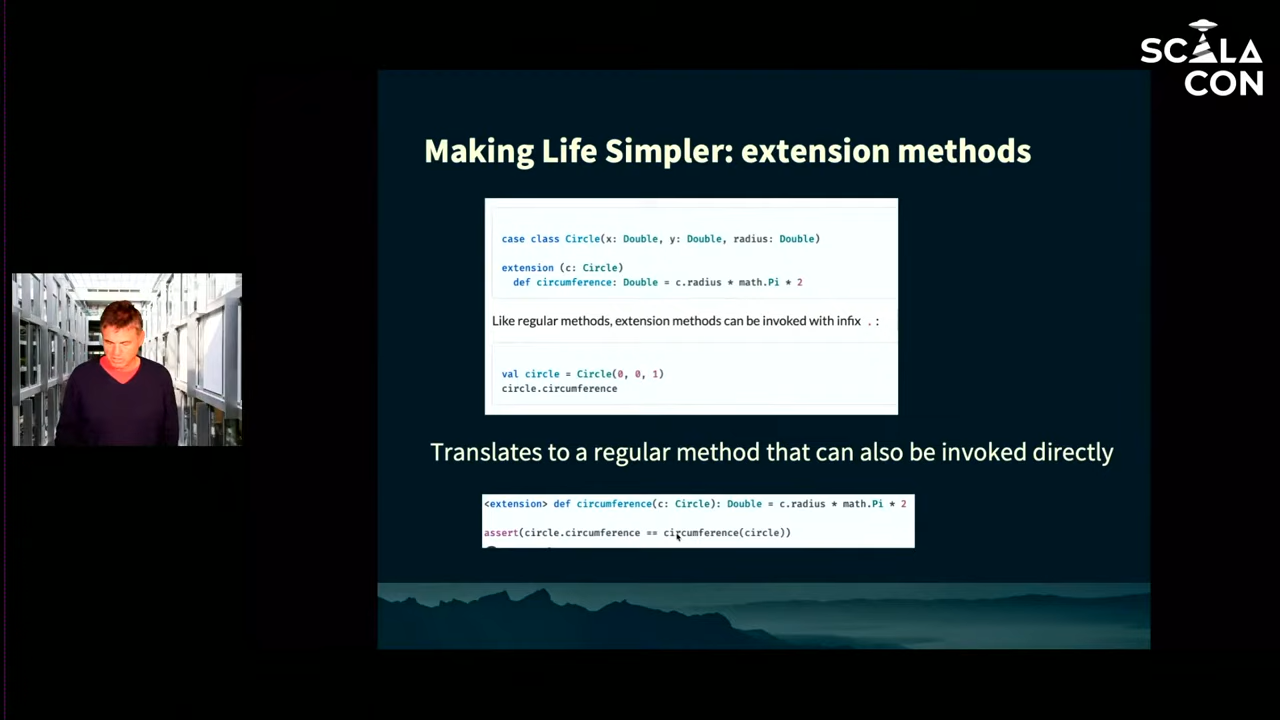 SCALA
CON
Making Life Simpler: extension methods
case class Circle(x: Double, y: Double, radius: Double)
extension (c: Circle)
def circumference: Double = c.radius * math.Pi * 2
Like regular methods, extension methods can be invoked with infix . :
val circle = Circle(0, 0, 1)
circle.circumference
Translates to a regular method that can also be invoked directly
<extension> def circumference(c: Circle): Double = c.radius * math.Pi * 2
assert(circle.circumference == circumference(circle))